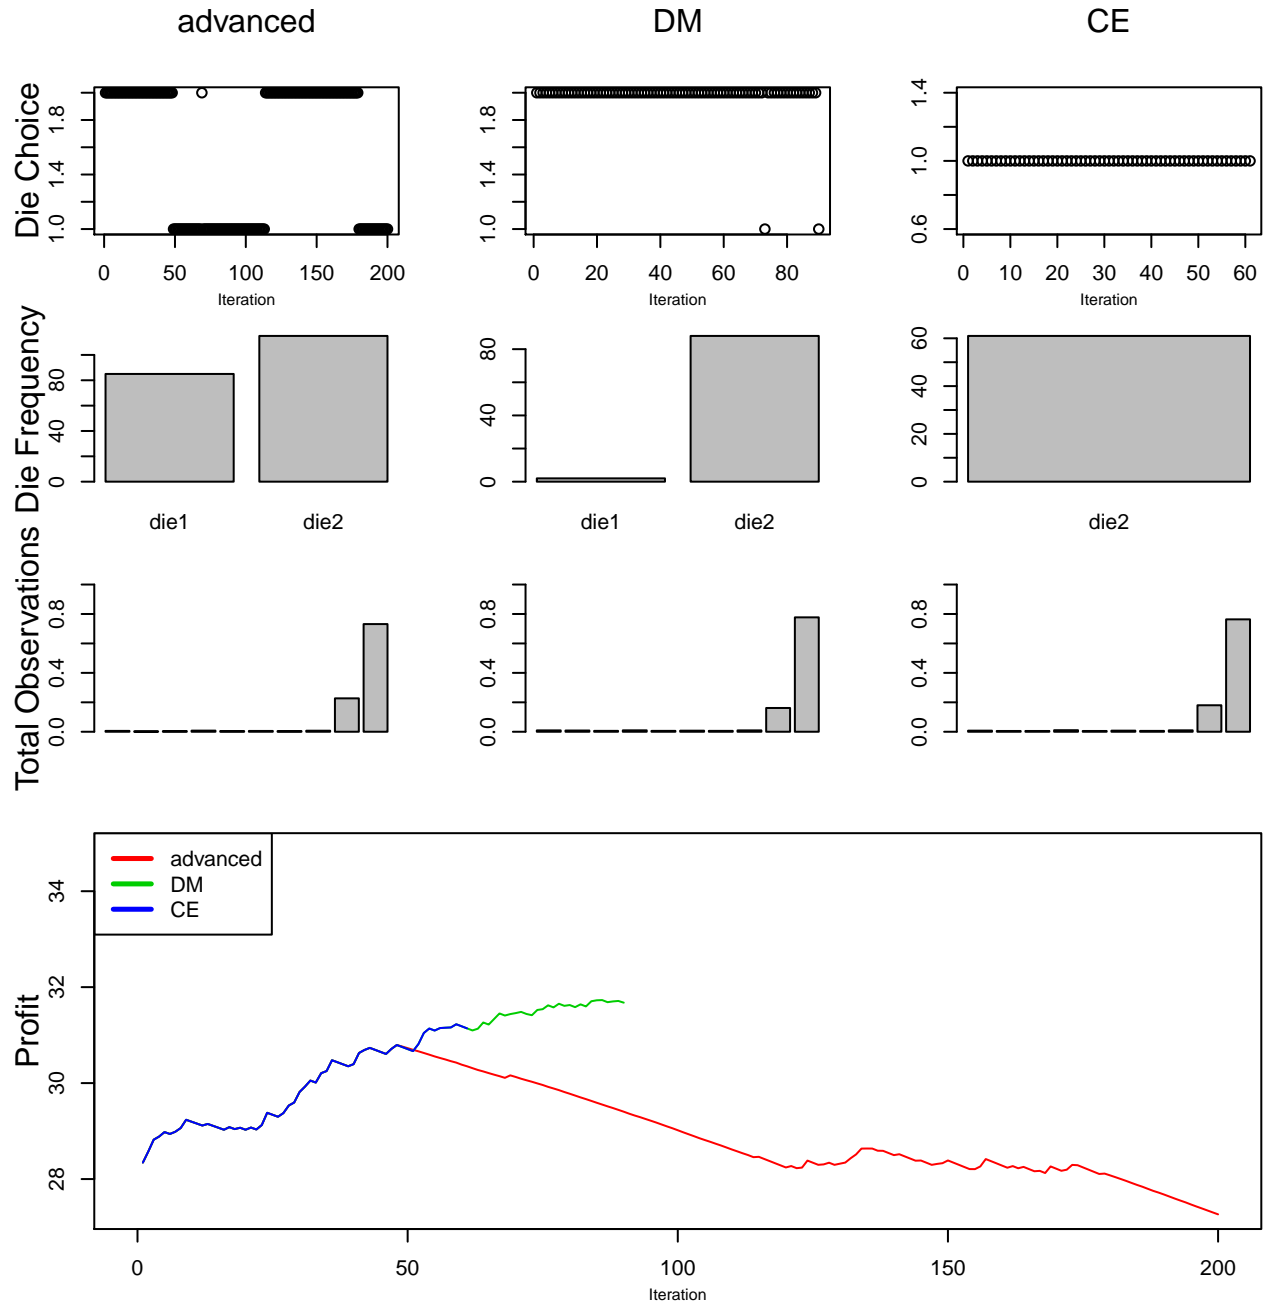 advanced DM CE
Die Choice
1.0 1.4 1.8
0 50 100 150 200
Iteration
1.0 1.4 1.8
0 20 40 60 80
Iteration
0.6 1.0 1.4
0 10 20 30 40 50 60
Iteration
Die Frequency
0 40 80
die1 die2
0 40 80
die1 die2
0 20 40 60
die2
Total Observations
0.0 0.4 0.8
0.0 0.4 0.8
0.0 0.4 0.8
Profit
28 30 32 34
advanced
DM
CE
0 50 100 150 200
Iteration